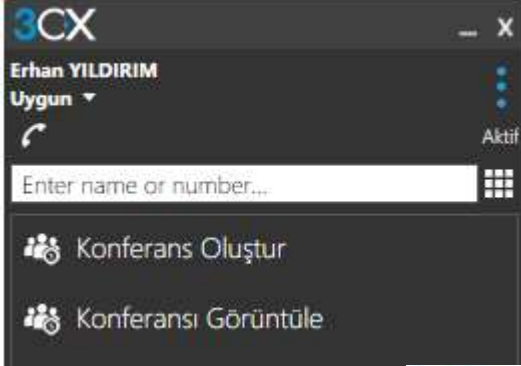 3CX
Erhan YILDIRIM
Uygun
Aktif
Enter name or number...
Konferans Oluştur
Konferansı Görüntüle